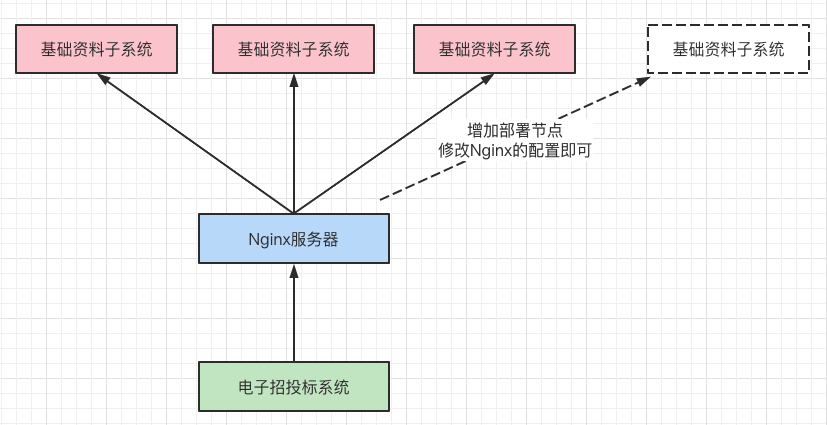 基础资料子系统
基础资料子系统
基础资料子系统
基础资料子系统
增加部署节点
修改Nginx的配置即可
Nginx服务器
电子招投标系统